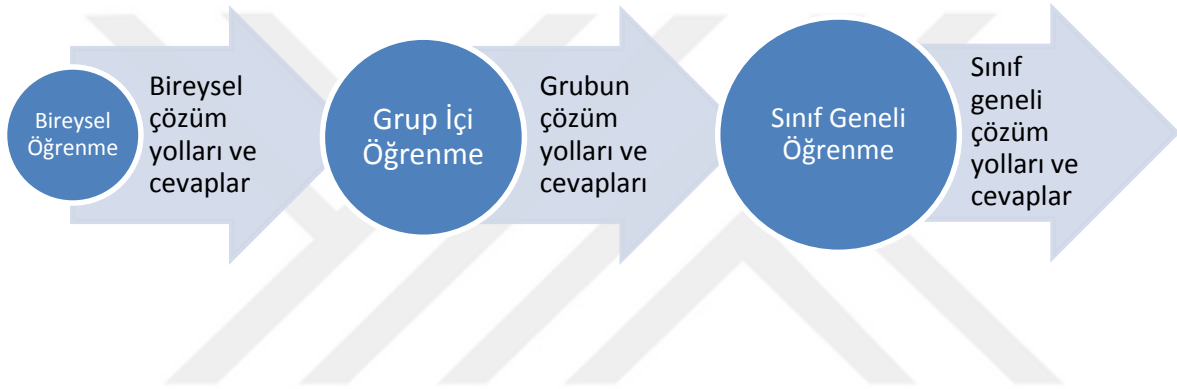 Bireysel
Öğrenme
Bireysel
çözüm
yolları ve
cevaplar
Grup İçi
Öğrenme
Grubun
çözüm
yolları ve
cevapları
Sınıf Geneli
Öğrenme
Sınıf
geneli
çözüm
yolları ve
cevaplar